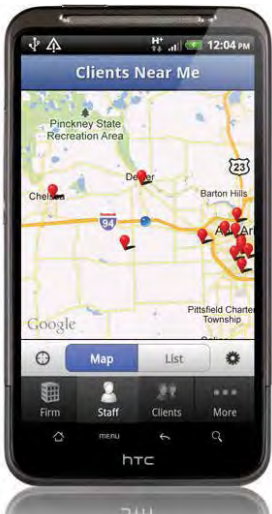 H+
12:04 PM
Clients Near Me
Pinckney State
Recreation Area
23
Chelsea
Barton Hills
94
Pittsfield Charter
Township
Google
Map
List
Firm
Staff
Clients
More
MENU
hTC